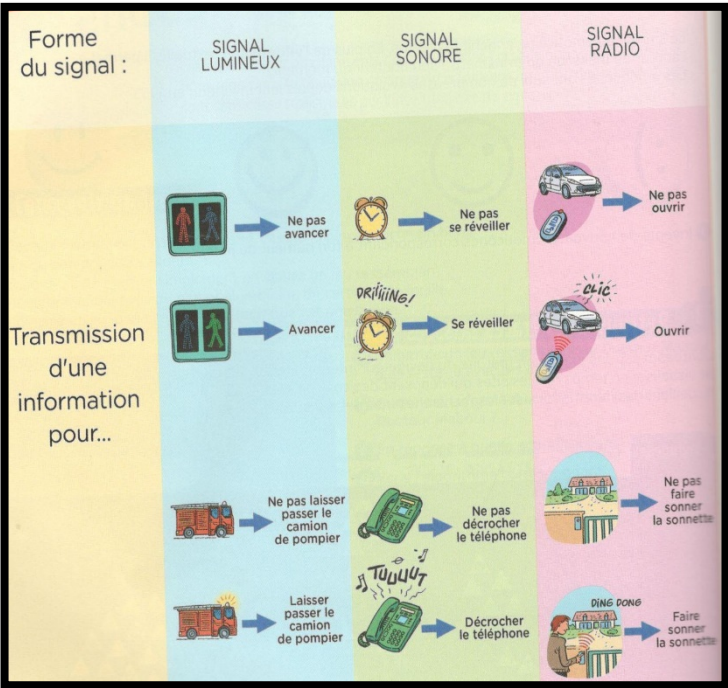 Forme
du signal :
SIGNAL
LUMINEUX
SIGNAL
SONORE
SIGNAL
RADIO
Transmission
d'une
information
pour...
Ne pas
avancer
Ne pas
se réveiller
Ne pas
ouvrir
Avancer
DRIIIIING!
Se réveiller
CLIC
Ouvrir
Ne pas laisser
passer le
camion
de pompier
Ne pas
décrocher
le téléphone
Ne pas
faire
sonner
la sonnette
Laisser
passer le
camion
de pompier
TUUUUT
Décrocher
le téléphone
DING DONG
Faire
sonner
la sonnette